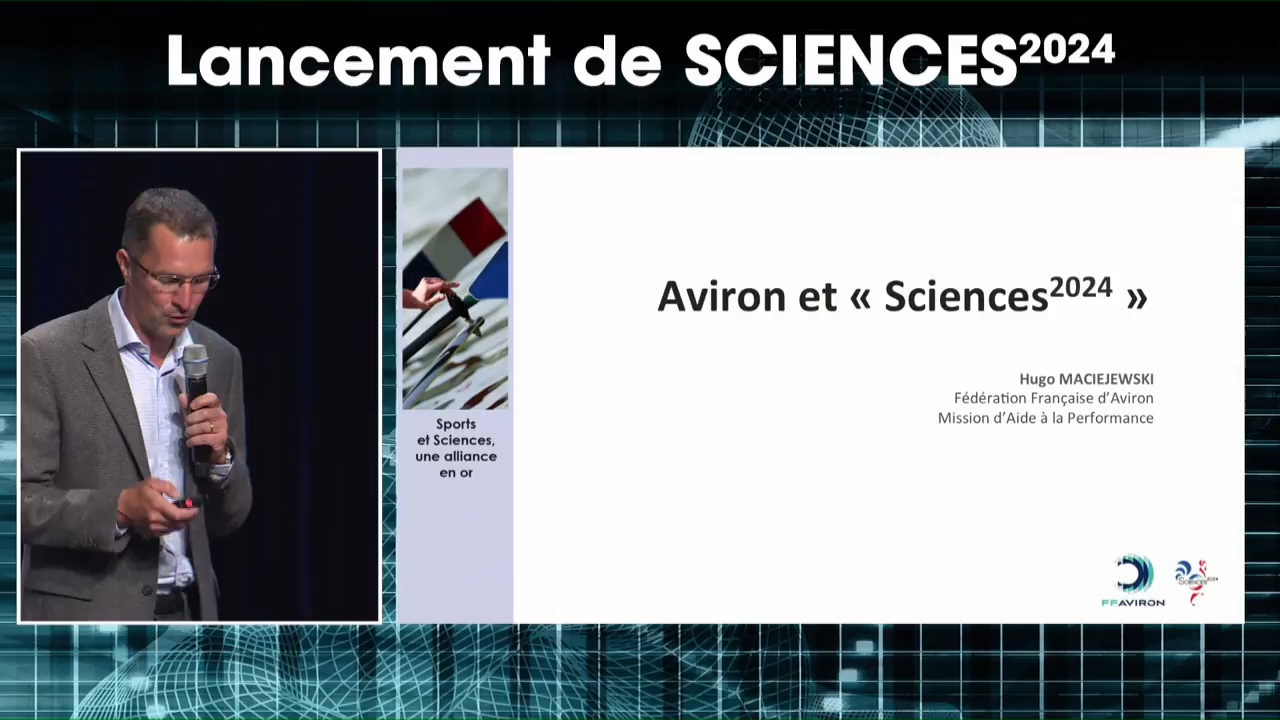 Lancement de SCIENCES²⁰²⁴
Aviron et « Sciences²⁰²⁴ »
Hugo MACIEJEWSKI
Fédération Française d’Aviron
Mission d’Aide à la Performance
Sports
et Sciences,
une alliance
en or
FFAVIRON
SCIENCES²⁰²⁴